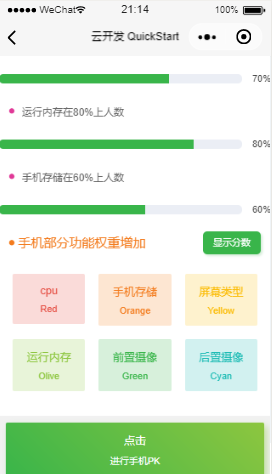 WeChat 21:14 100%
云开发 QuickStart
70%
运行内存在80%上人数
80%
手机存储在60%上人数
60%
手机部分功能权重增加 显示分数
cpu 手机存储 屏幕类型
Red Orange Yellow
运行内存 前置摄像 后置摄像
Olive Green Cyan
点击
进行手机PK